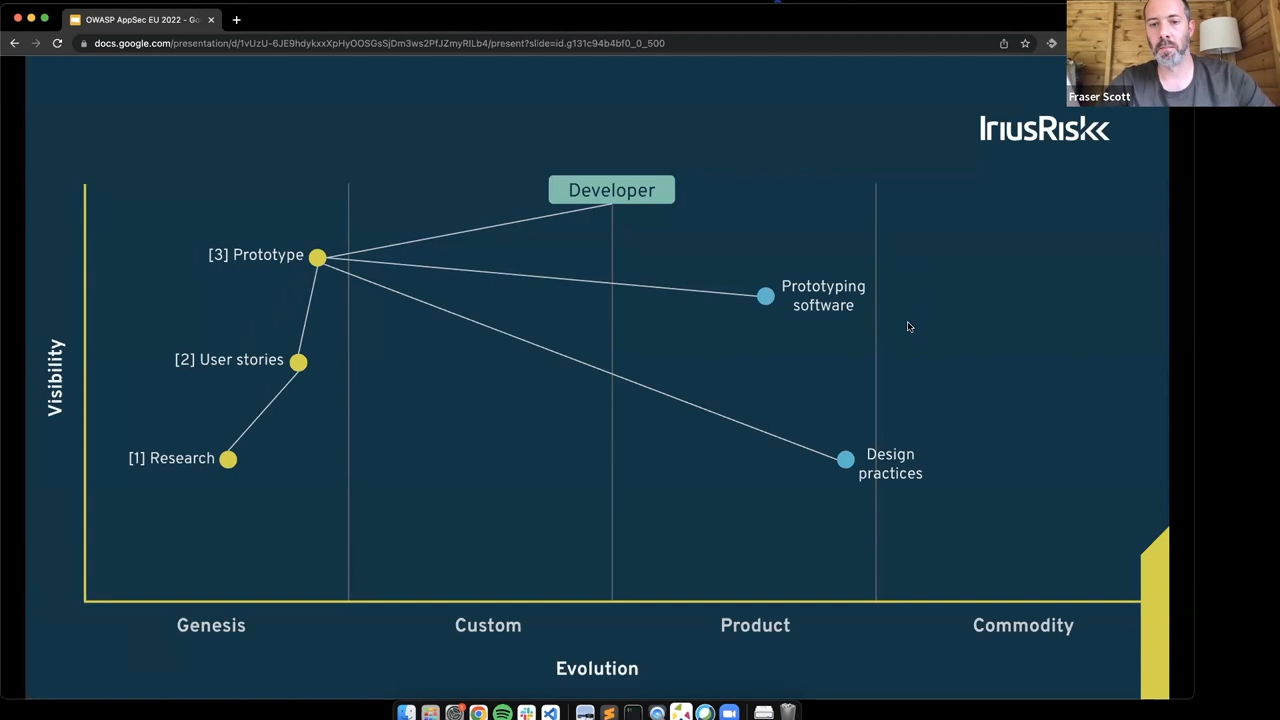 OWASP AppSec EU 2022 - Go
docs.google.com/presentation/d/1vUzU-6JE9hdykxxXpHyOOSGsSjDm3ws2PfJZmyRILb4/present?slide=id.g131c94b4bf0_0_500
Fraser Scott
IriusRisk
Developer
[3] Prototype
Prototyping
software
[2] User stories
Visibility
[1] Research
Design
practices
Genesis
Custom
Product
Commodity
Evolution